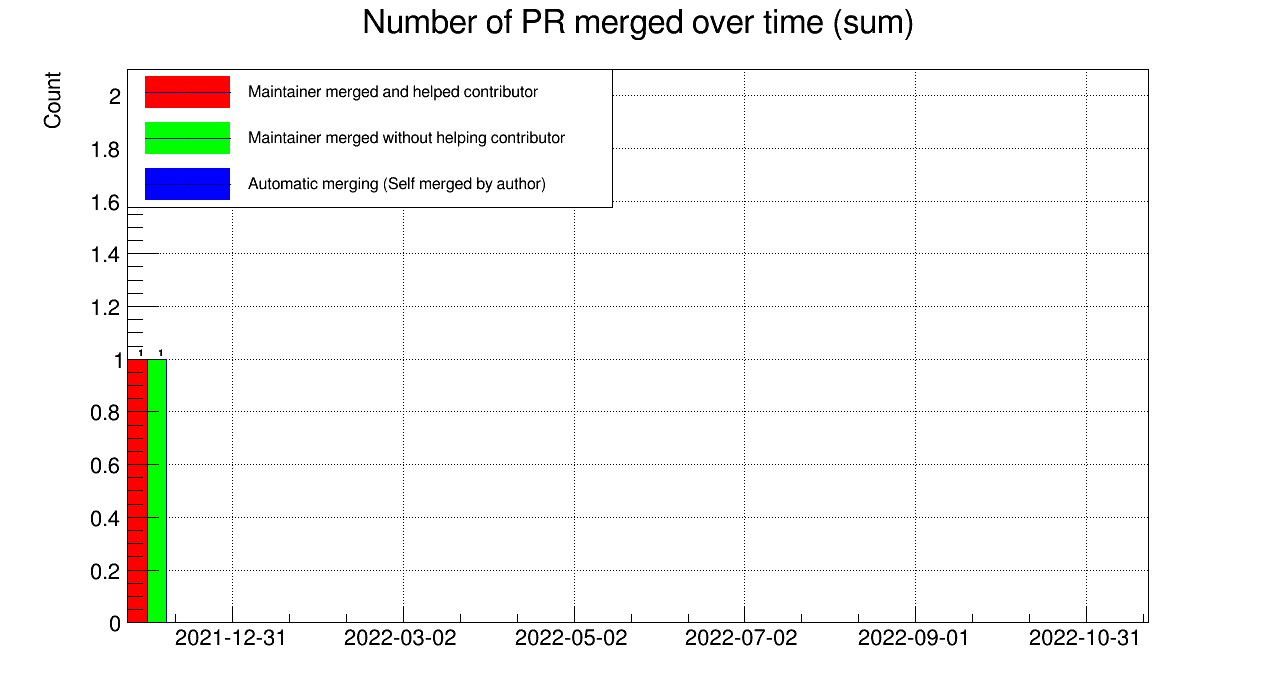 Number of PR merged over time (sum)
Count
Maintainer merged and helped contributor
Maintainer merged without helping contributor
Automatic merging (Self merged by author)
2
1.8
1.6
1.4
1.2
1 1
1
0.8
0.6
0.4
0.2
0
2021-12-31 2022-03-02 2022-05-02 2022-07-02 2022-09-01 2022-10-31